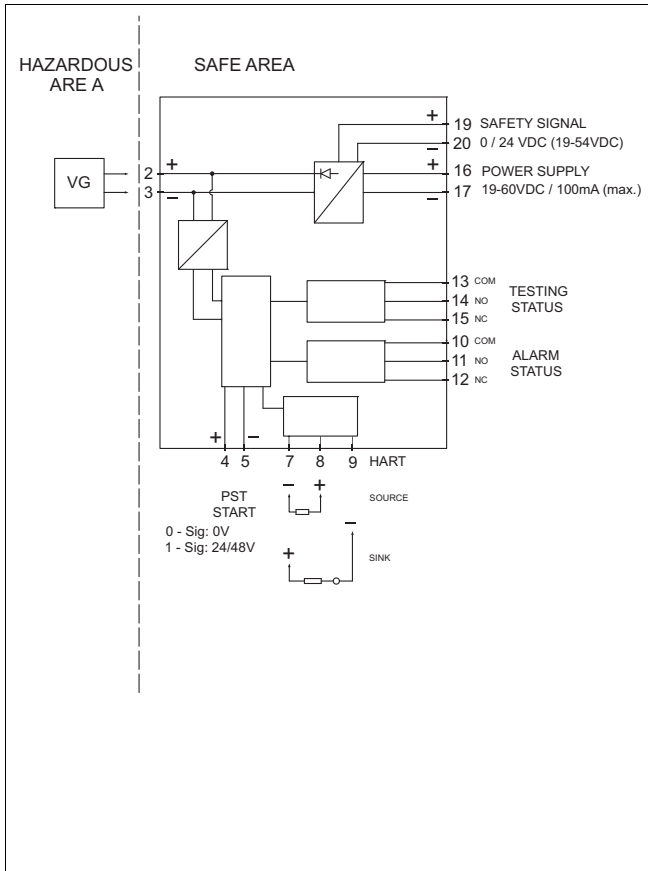 HAZARDOUS
ARE A
SAFE AREA
VG
2 +
3 −
+ 19 SAFETY SIGNAL
− 20 0 / 24 VDC (19-54VDC)
+ 16 POWER SUPPLY
− 17 19-60VDC / 100mA (max.)
13 COM
14 NO
15 NC
TESTING
STATUS
10 COM
11 NO
12 NC
ALARM
STATUS
+ −
4 5 7 8 9 HART
PST
START
0 - Sig: 0V
1 - Sig: 24/48V
− + SOURCE
−
+ SINK